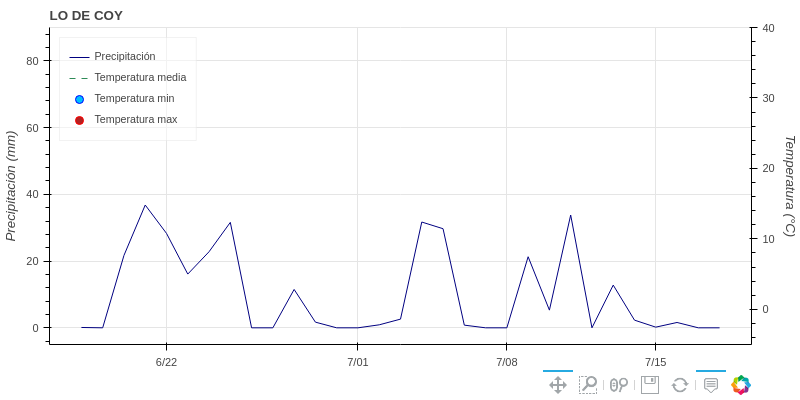 LO DE COY
Precipitación
Temperatura media
Temperatura min
Temperatura max
Precipitación (mm)
80
60
40
20
0
Temperatura (°C)
40
30
20
10
0
6/22
7/01
7/08
7/15